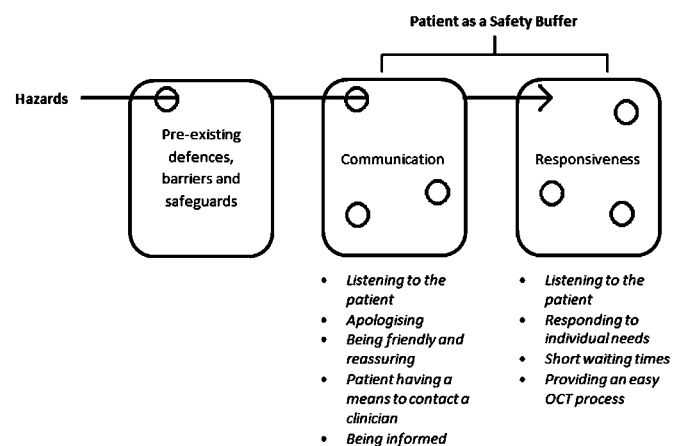 Patient as a Safety Buffer
Hazards
Pre-existing
defences,
barriers and
safeguards
Communication
Responsiveness
• Listening to the
patient
• Apologising
• Being friendly and
reassuring
• Patient having a
means to contact a
clinician
• Being informed
• Listening to the
patient
• Responding to
individual needs
• Short waiting times
• Providing an easy
OCT process